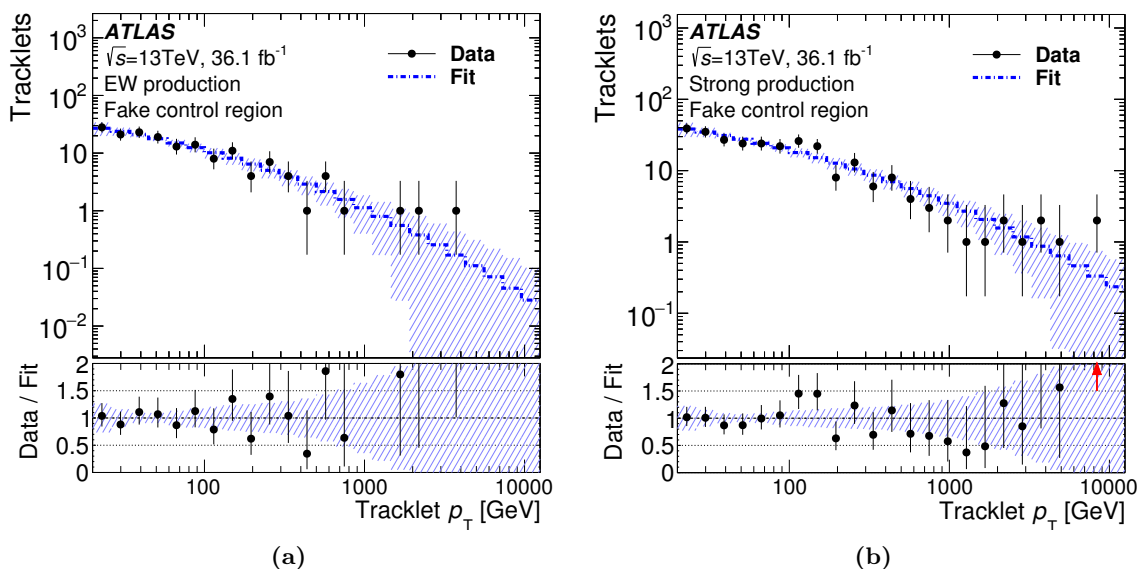 Tracklets
10³
10²
10
1
10⁻¹
10⁻²
ATLAS
√s=13TeV, 36.1 fb⁻¹
EW production
Fake control region
Data
Fit
Data / Fit
2
1.5
1
0.5
0
100
1000
10000
Tracklet p_T [GeV]
(a)
Tracklets
10³
10²
10
1
10⁻¹
ATLAS
√s=13TeV, 36.1 fb⁻¹
Strong production
Fake control region
Data
Fit
Data / Fit
2
1.5
1
0.5
0
100
1000
10000
Tracklet p_T [GeV]
(b)